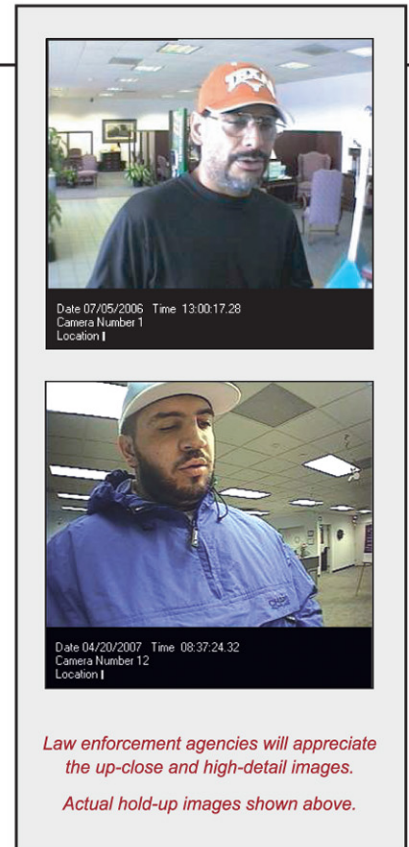 TEXAS
Date 07/05/2006 Time 13:00:17.28
Camera Number 1
Location
Date 04/20/2007 Time 08:37:24.32
Camera Number 12
Location
Law enforcement agencies will appreciate
the up-close and high-detail images.
Actual hold-up images shown above.